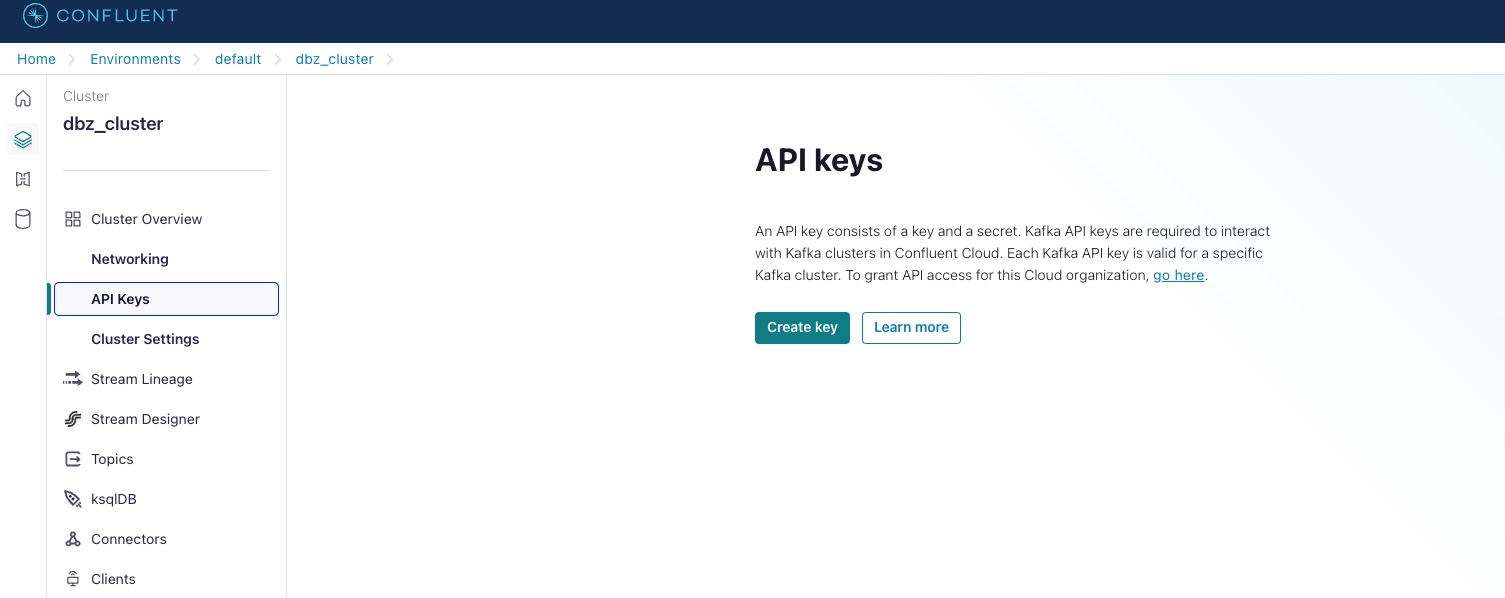 CONFLUENT
Home
Environments
default
dbz_cluster
Cluster
dbz_cluster
Cluster Overview
Networking
API Keys
Cluster Settings
Stream Lineage
Stream Designer
Topics
ksqlDB
Connectors
Clients
API keys
An API key consists of a key and a secret. Kafka API keys are required to interact
with Kafka clusters in Confluent Cloud. Each Kafka API key is valid for a specific
Kafka cluster. To grant API access for this Cloud organization, go here.
Create key
Learn more